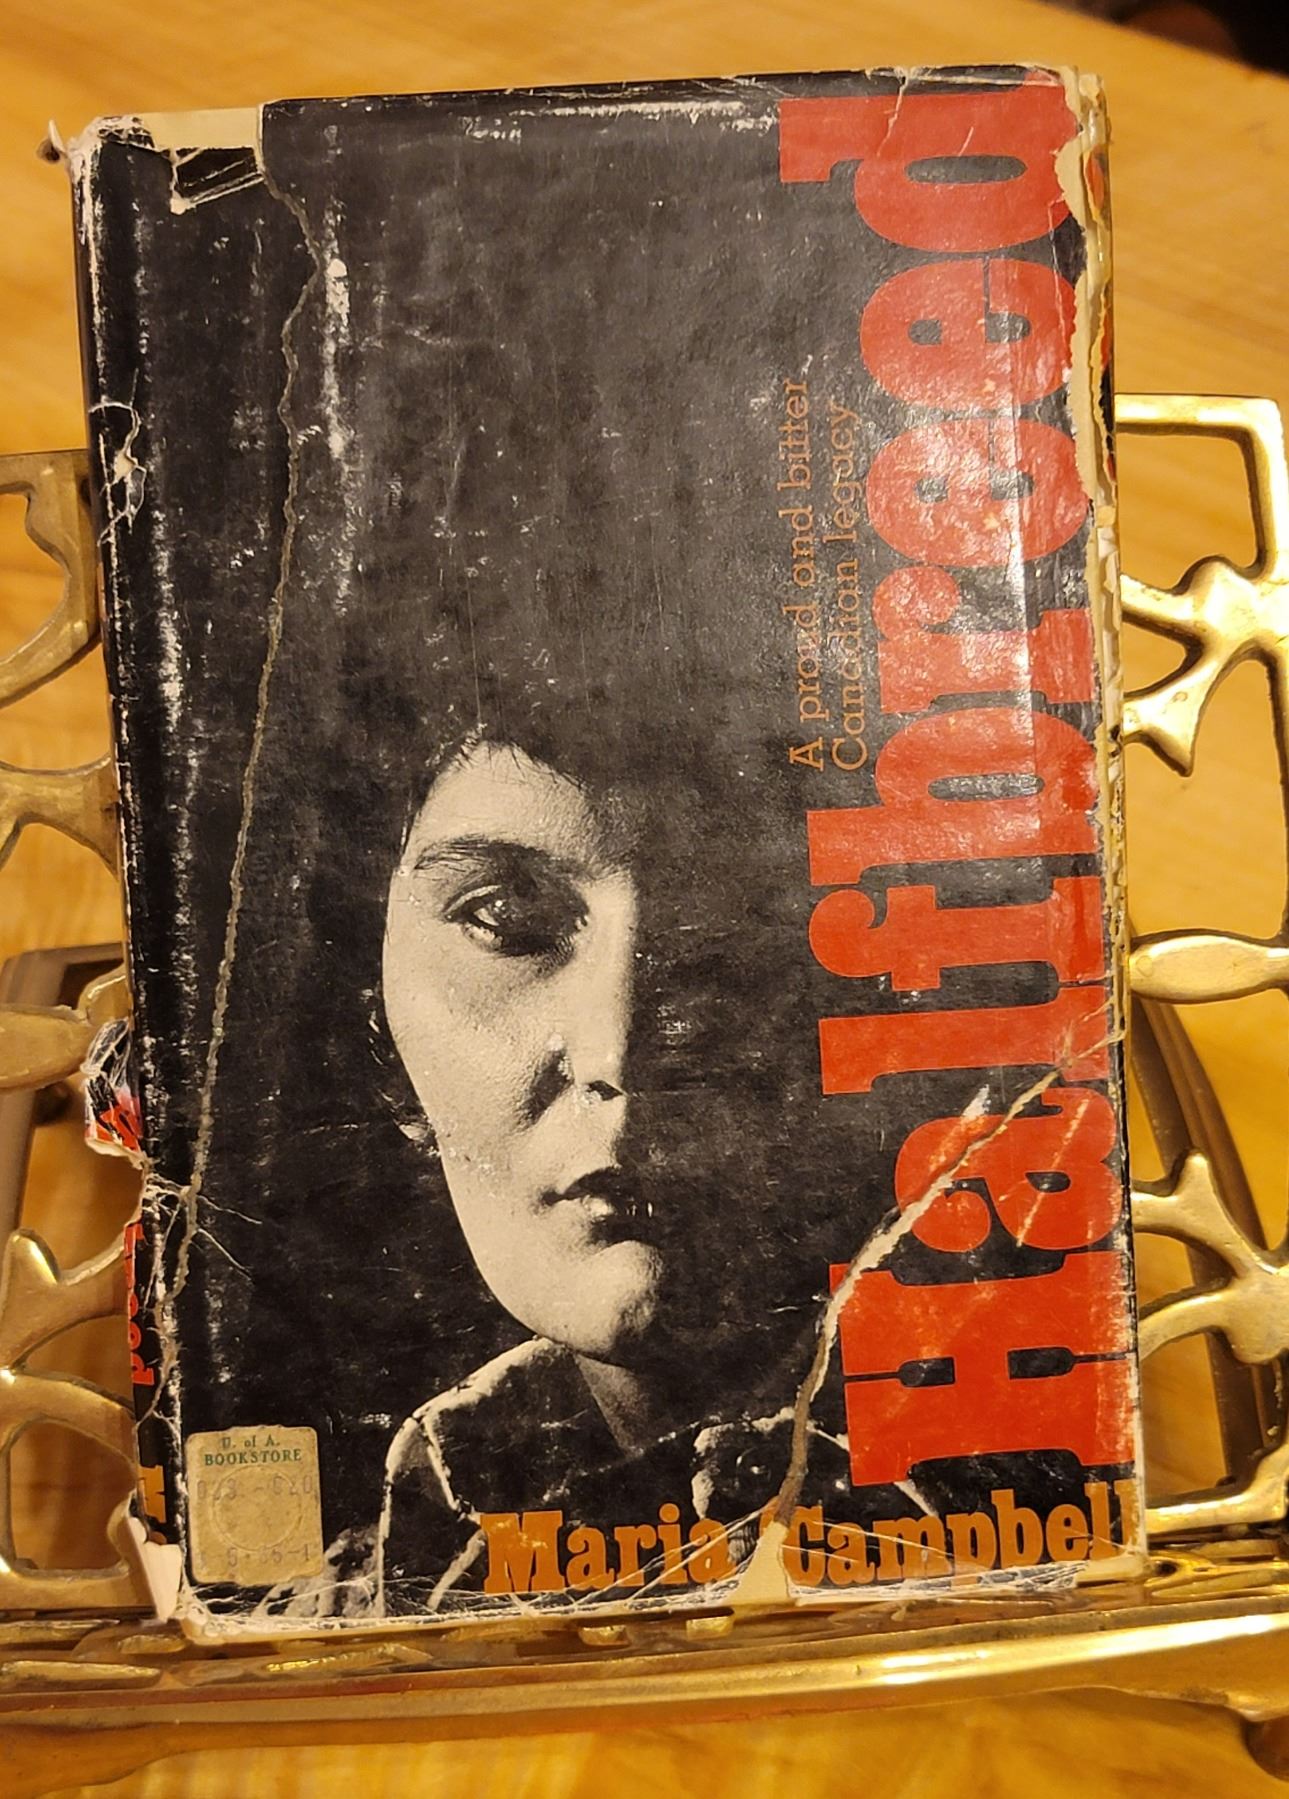 Halfbreed
A proud and bitter
Canadian legacy
Maria Campbell
U. of A.
BOOKSTORE